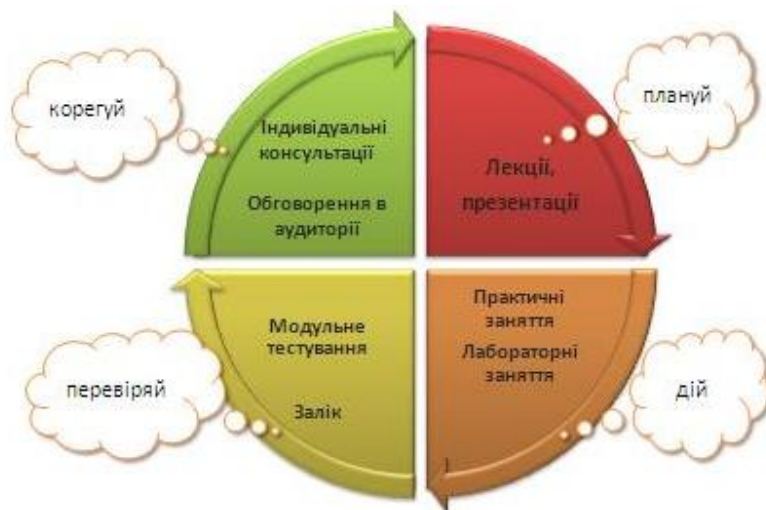 корегуй
Індивідуальні
консультації
Обговорення в
аудиторії
плануй
Лекції,
презентації
перевіряй
Модульне
тестування
Залік
Практичні
заняття
Лабораторні
заняття
дій